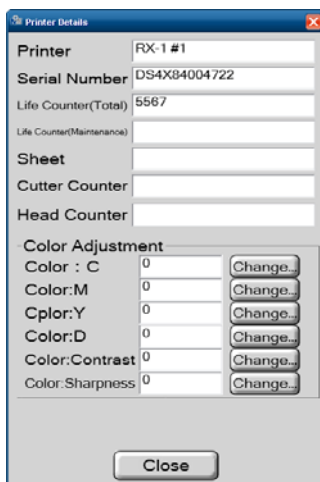 Printer Details
Printer RX-1 #1
Serial Number DS4X84004722
Life Counter(Total) 5567
Life Counter(Maintenance)
Sheet
Cutter Counter
Head Counter
Color Adjustment
Color : C 0 Change...
Color:M 0 Change...
Cplor:Y 0 Change...
Color:D 0 Change...
Color:Contrast 0 Change...
Color:Sharpness 0 Change...
Close